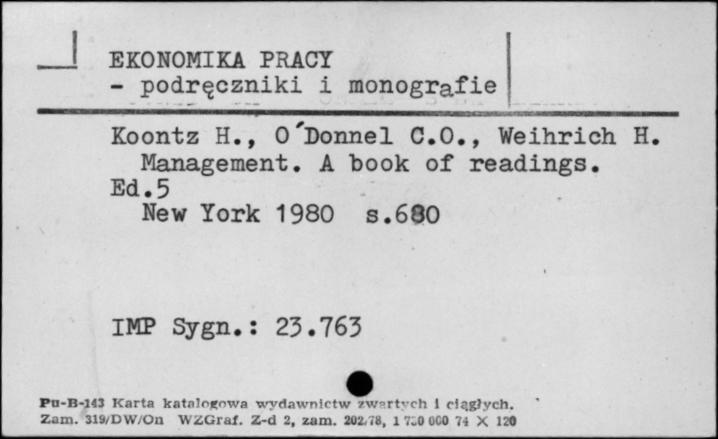 EKONOMIKA PRACY
- podręczniki i monografie
Koontz H., O´Donnel C.O., Weihrich H.
Management. A book of readings.
Ed.5
New York 1980 s.680
IMP Sygn.: 23.763
Pu-B-143 Karta katalogowa wydawnictw zwartych i ciągłych.
Zam. 319/DW/On WZGraf. Z-d 2, zam. 202/78, 1 750 000 74 X 120